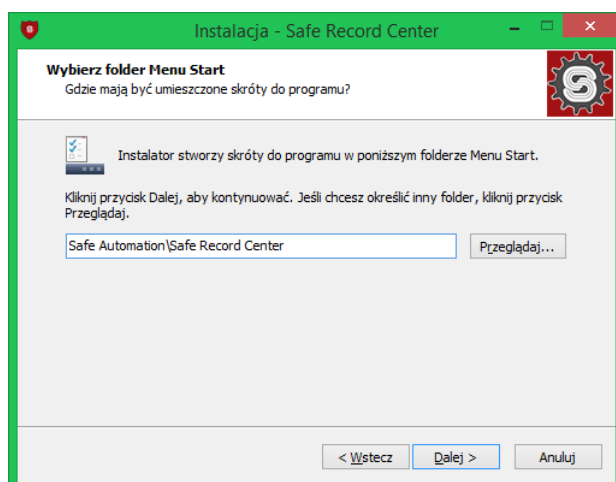 Instalacja - Safe Record Center
Wybierz folder Menu Start
Gdzie mają być umieszczone skróty do programu?
Instalator stworzy skróty do programu w poniższym folderze Menu Start.
Kliknij przycisk Dalej, aby kontynuować. Jeśli chcesz określić inny folder, kliknij przycisk
Przeglądaj.
Safe Automation\Safe Record Center
Przeglądaj...
< Wstecz
Dalej >
Anuluj